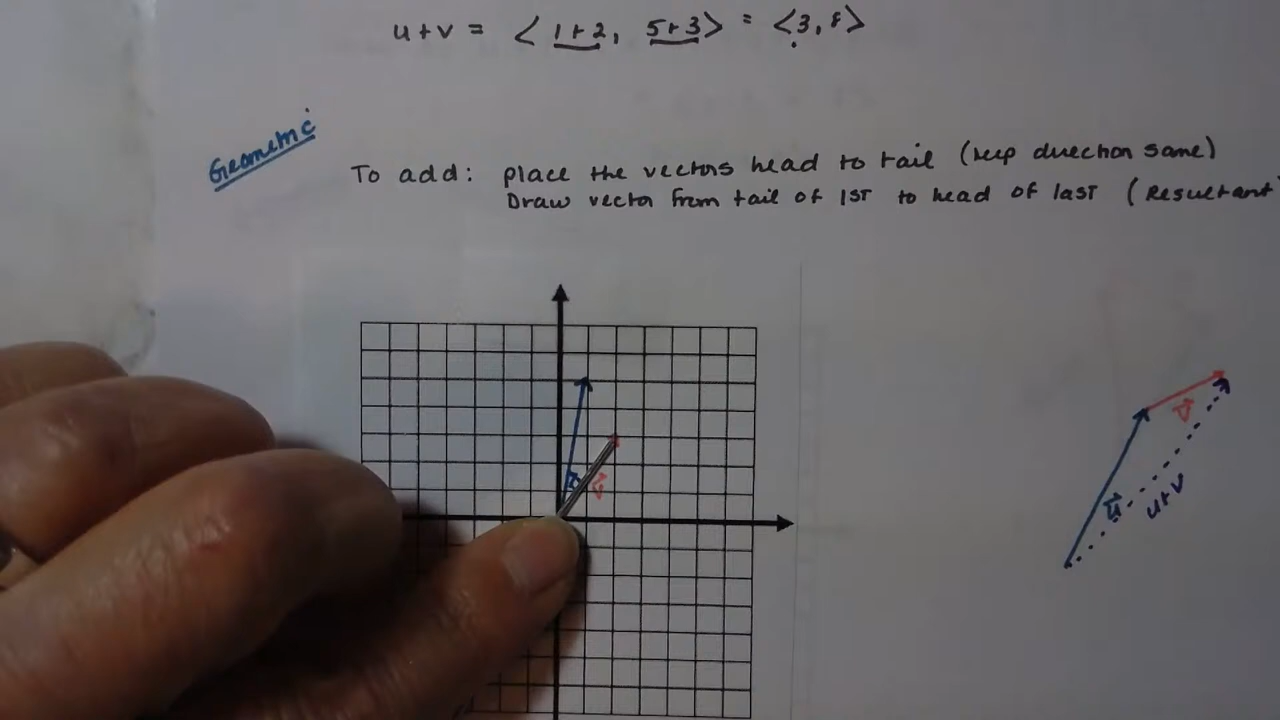 u+v = < 1+2, 5+3> = <3, 8>
Geometric
To add: place the vectors head to tail (keep direction same)
Draw vector from tail of 1ST to head of last (Resultant
u
v
u
v
u+v